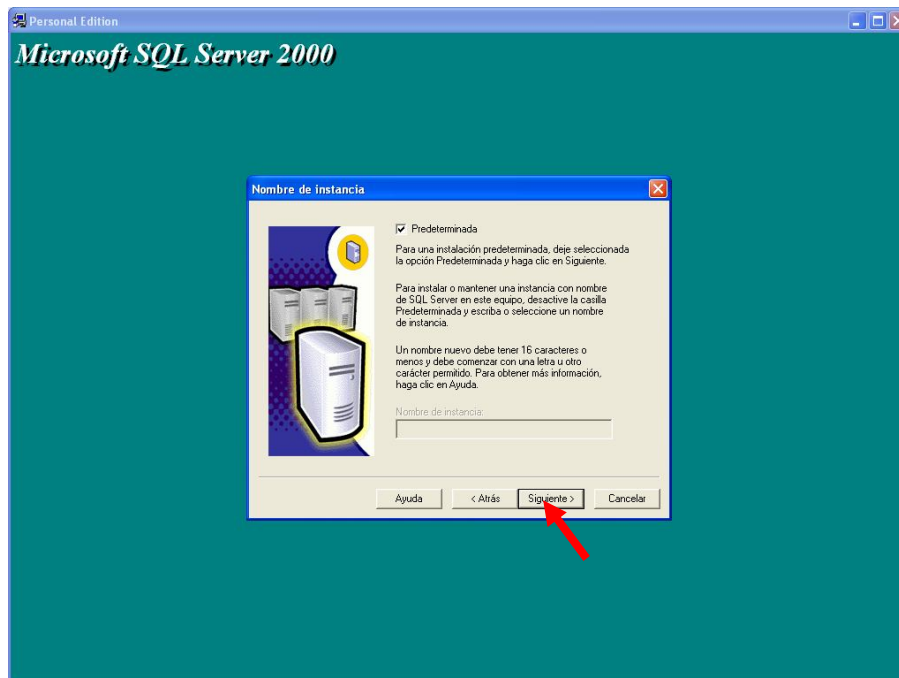 Personal Edition
Microsoft SQL Server 2000
Nombre de instancia
Predeterminada
Para una instalación predeterminada, deje seleccionada
la opción Predeterminada y haga clic en Siguiente.
Para instalar o mantener una instancia con nombre
de SQL Server en este equipo, desactive la casilla
Predeterminada y escriba o seleccione un nombre
de instancia.
Un nombre nuevo debe tener 16 caracteres o
menos y debe comenzar con una letra u otro
carácter permitido. Para obtener más información,
haga clic en Ayuda.
Nombre de instancia:
Ayuda
< Atrás
Siguiente >
Cancelar